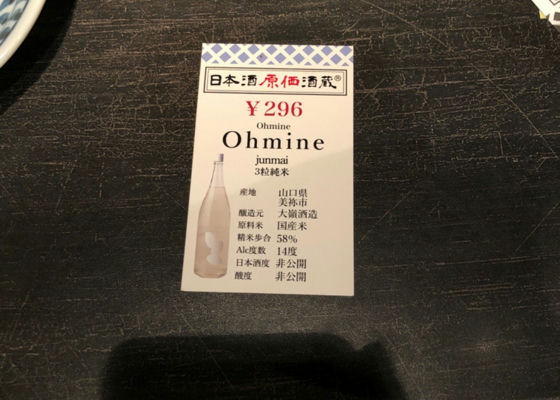 日本酒原価酒蔵®
￥296
Ohmine
Ohmine
junmai
3粒純米
産地 山口県
美祢市
醸造元 大嶺酒造
原料米 国産米
精米歩合 58%
Alc度数 14度
日本酒度 非公開
酸度 非公開